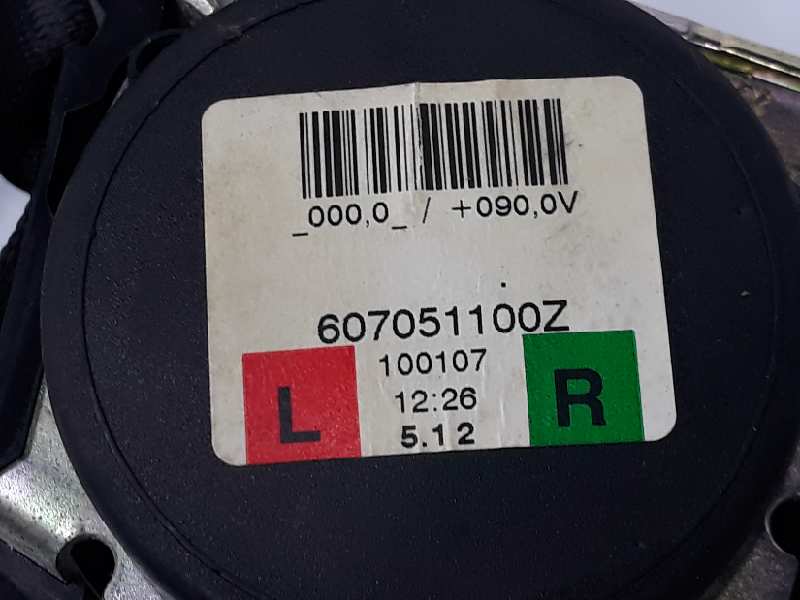 _000,0_ / +090,0V
607051100Z
100107
12:26
5.12
L
R